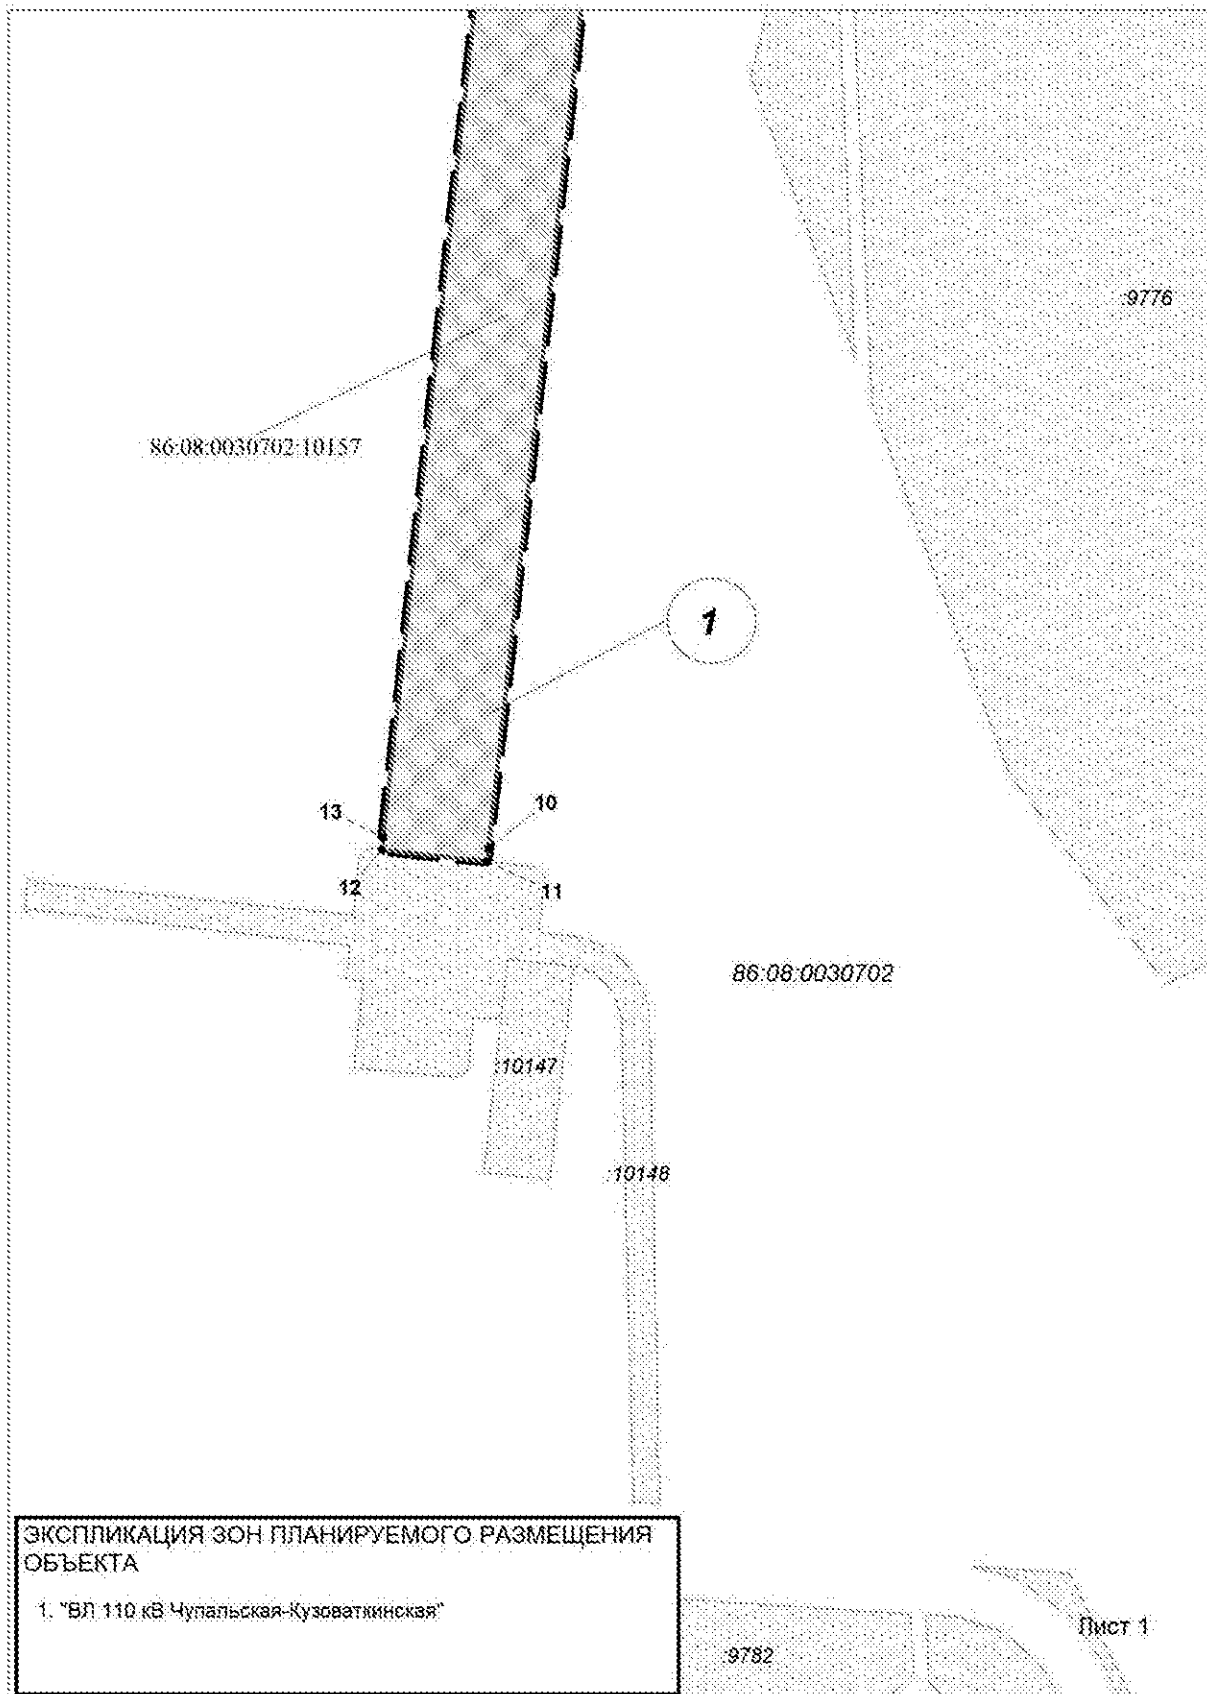 :9776
86:08:0030702:10157
1
13
10
12
11
86:08:0030702
:10147
:10148
ЭКСПЛИКАЦИЯ ЗОН ПЛАНИРУЕМОГО РАЗМЕЩЕНИЯ
ОБЪЕКТА
1. "ВЛ 110 кВ Чупальская-Кузоваткинская"
Лист 1
:9782